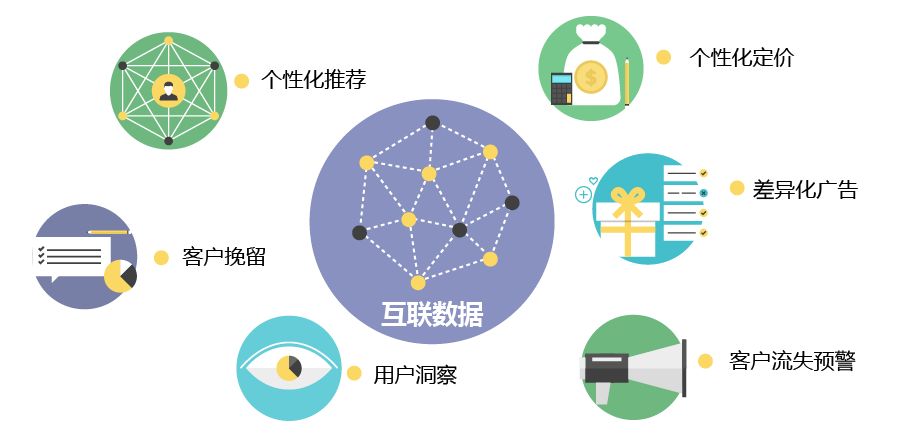 个性化推荐
个性化定价
差异化广告
客户挽留
互联数据
用户洞察
客户流失预警